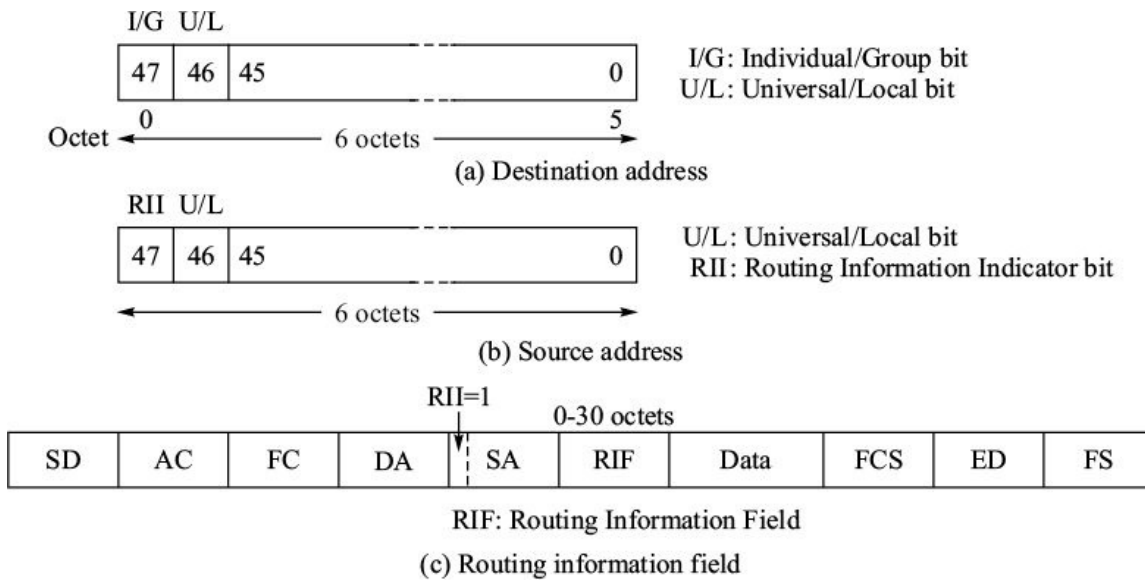 I/G U/L
47 46 45 0
I/G: Individual/Group bit
U/L: Universal/Local bit
0 5
Octet 6 octets
(a) Destination address
RII U/L
47 46 45 0
U/L: Universal/Local bit
RII: Routing Information Indicator bit
6 octets
(b) Source address
RII=1
0-30 octets
SD AC FC DA SA RIF Data FCS ED FS
RIF: Routing Information Field
(c) Routing information field